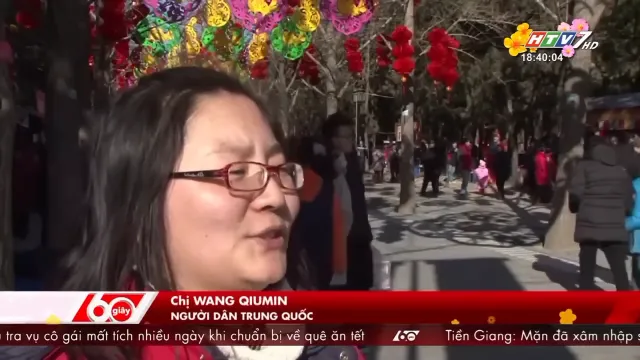 HTV7 HD
18:40:04
60 giây
Chị WANG QIUMIN
NGƯỜI DÂN TRUNG QUỐC
u tra vụ cô gái mất tích nhiều ngày khi chuẩn bị về quê ăn tết 60 Tiền Giang: Mặn đã xâm nhập